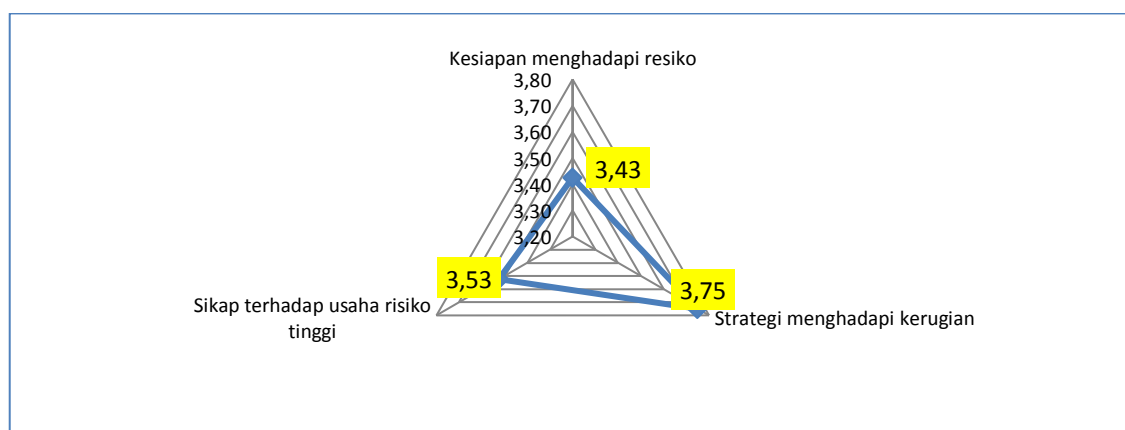 Kesiapan menghadapi resiko
3,80
3,70
3,60
3,50
3,40
3,30
3,20
3,43
3,53
3,75
Sikap terhadap usaha risiko
tinggi
Strategi menghadapi kerugian